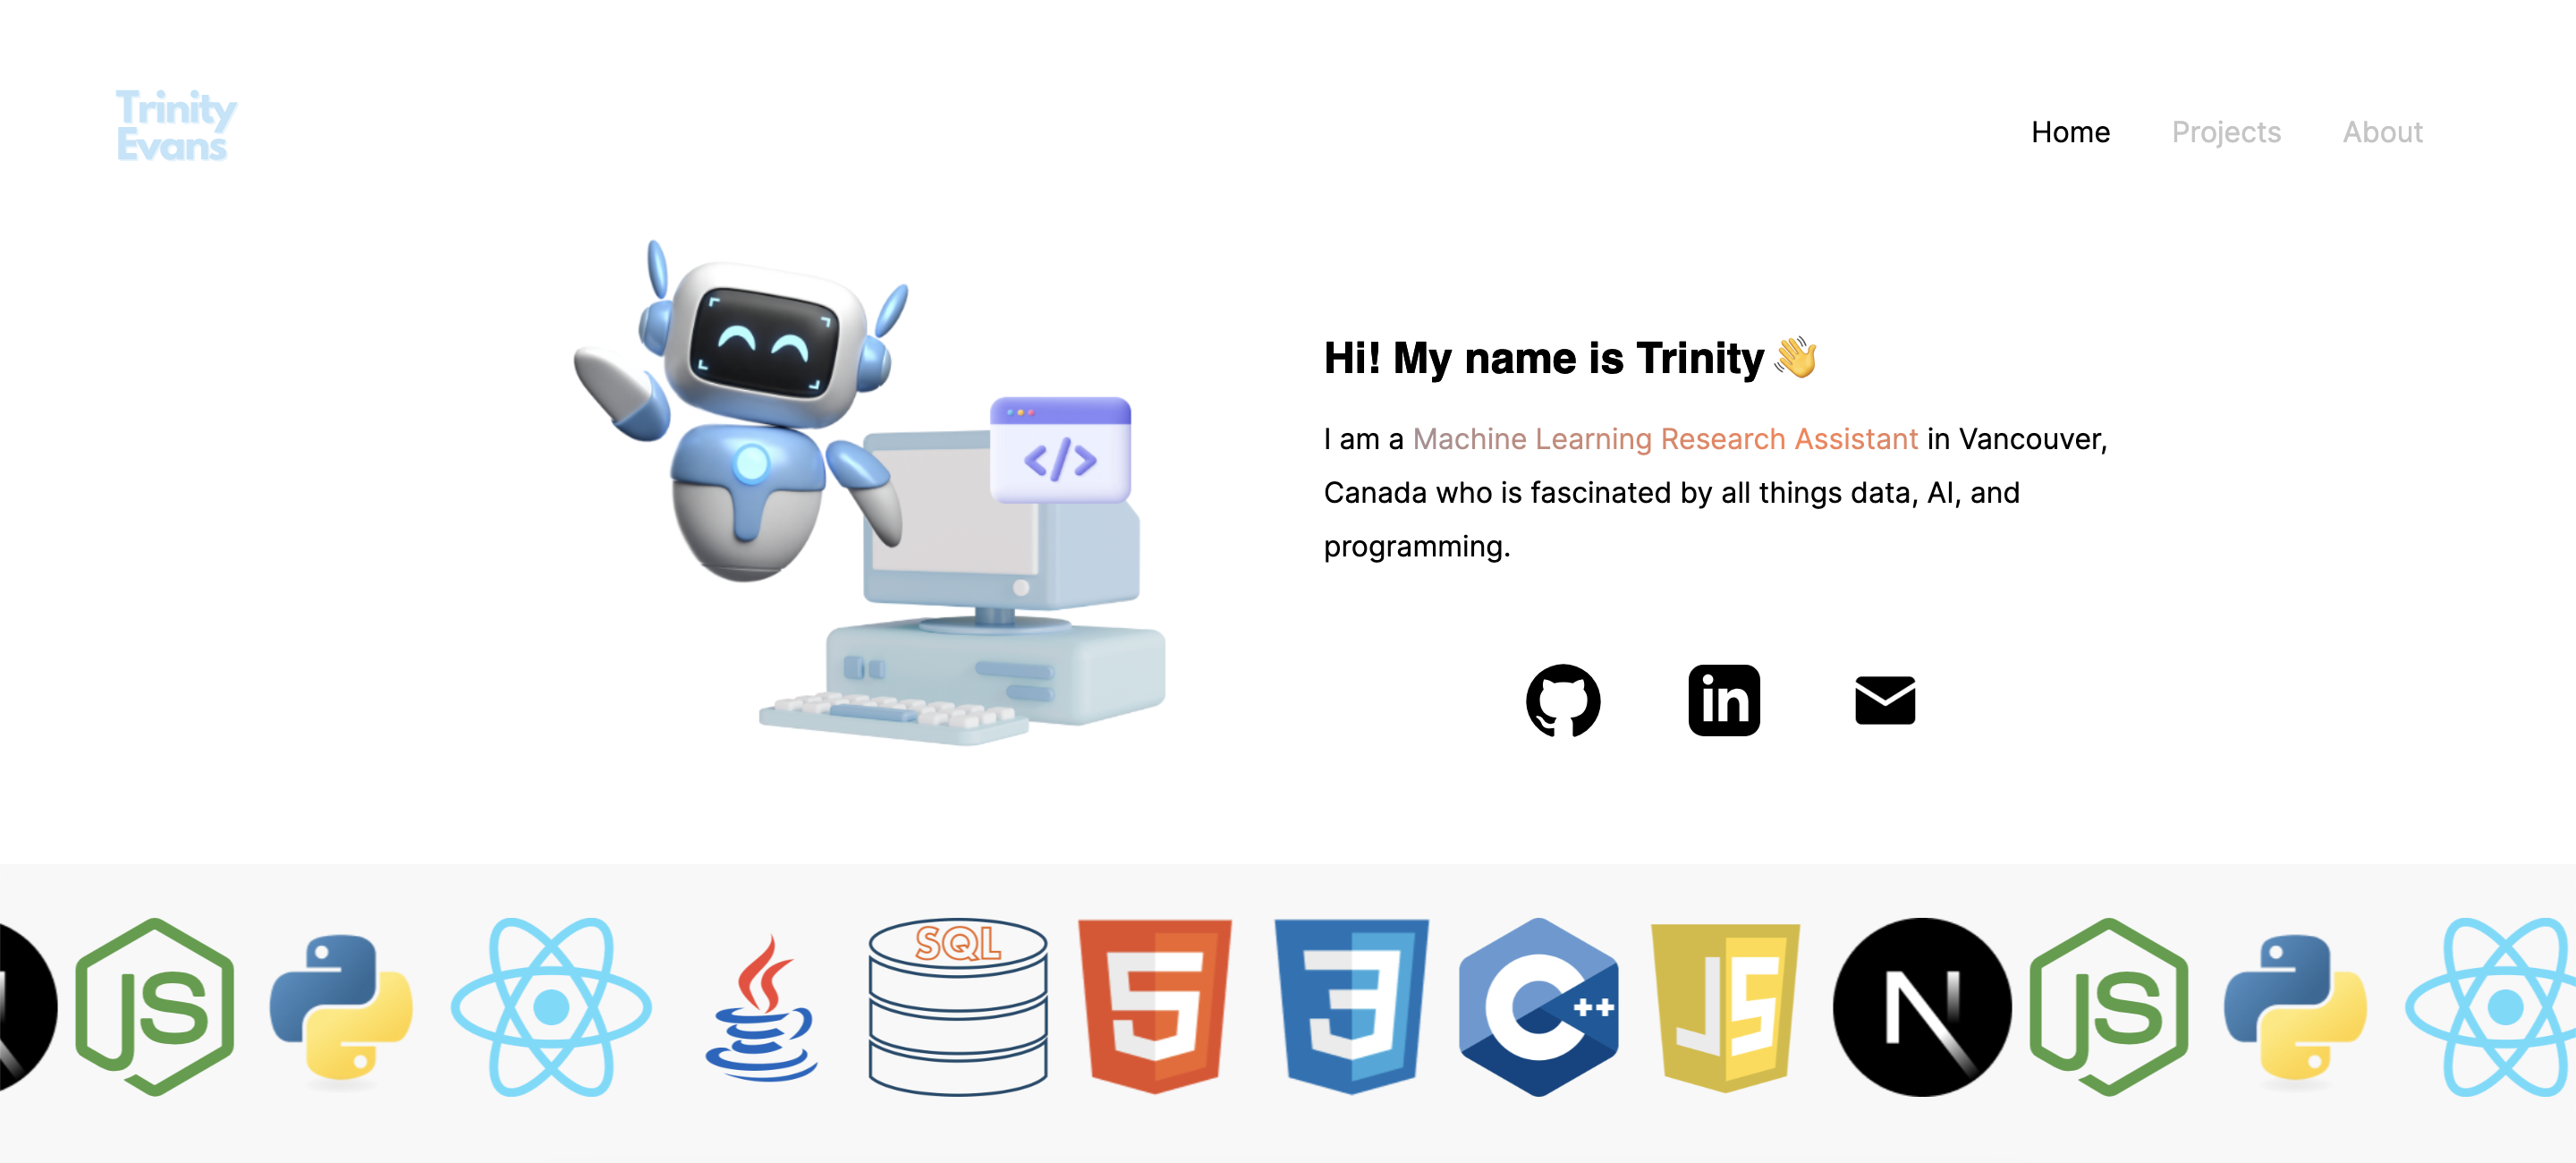 Trinity
Evans
Home
Projects
About
Hi! My name is Trinity 👋
I am a Machine Learning Research Assistant in Vancouver,
Canada who is fascinated by all things data, AI, and
programming.
</>
in
JS
SQL
5
3
C++
JS
N
JS